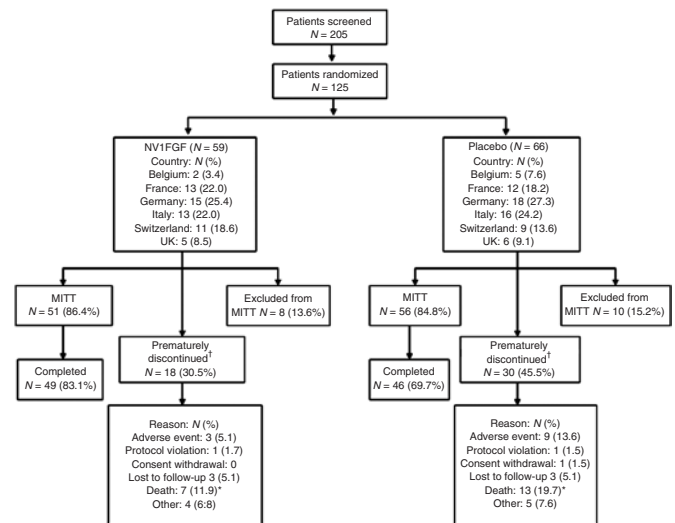 Patients screened
N = 205
Patients randomized
N = 125
NV1FGF (N = 59)
Country: N (%)
Belgium: 2 (3.4)
France: 13 (22.0)
Germany: 15 (25.4)
Italy: 13 (22.0)
Switzerland: 11 (18.6)
UK: 5 (8.5)
Placebo (N = 66)
Country: N (%)
Belgium: 5 (7.6)
France: 12 (18.2)
Germany: 18 (27.3)
Italy: 16 (24.2)
Switzerland: 9 (13.6)
UK: 6 (9.1)
MITT
N = 51 (86.4%)
Excluded from
MITT N = 8 (13.6%)
MITT
N = 56 (84.8%)
Excluded from
MITT N = 10 (15.2%)
Completed
N = 49 (83.1%)
Prematurely
discontinued†
N = 18 (30.5%)
Completed
N = 46 (69.7%)
Prematurely
discontinued†
N = 30 (45.5%)
Reason: N (%)
Adverse event: 3 (5.1)
Protocol violation: 1 (1.7)
Consent withdrawal: 0
Lost to follow-up 3 (5.1)
Death: 7 (11.9)*
Other: 4 (6:8)
Reason: N (%)
Adverse event: 9 (13.6)
Protocol violation: 1 (1.5)
Consent withdrawal: 1 (1.5)
Lost to follow-up 3 (5.1)
Death: 13 (19.7)*
Other: 5 (7.6)